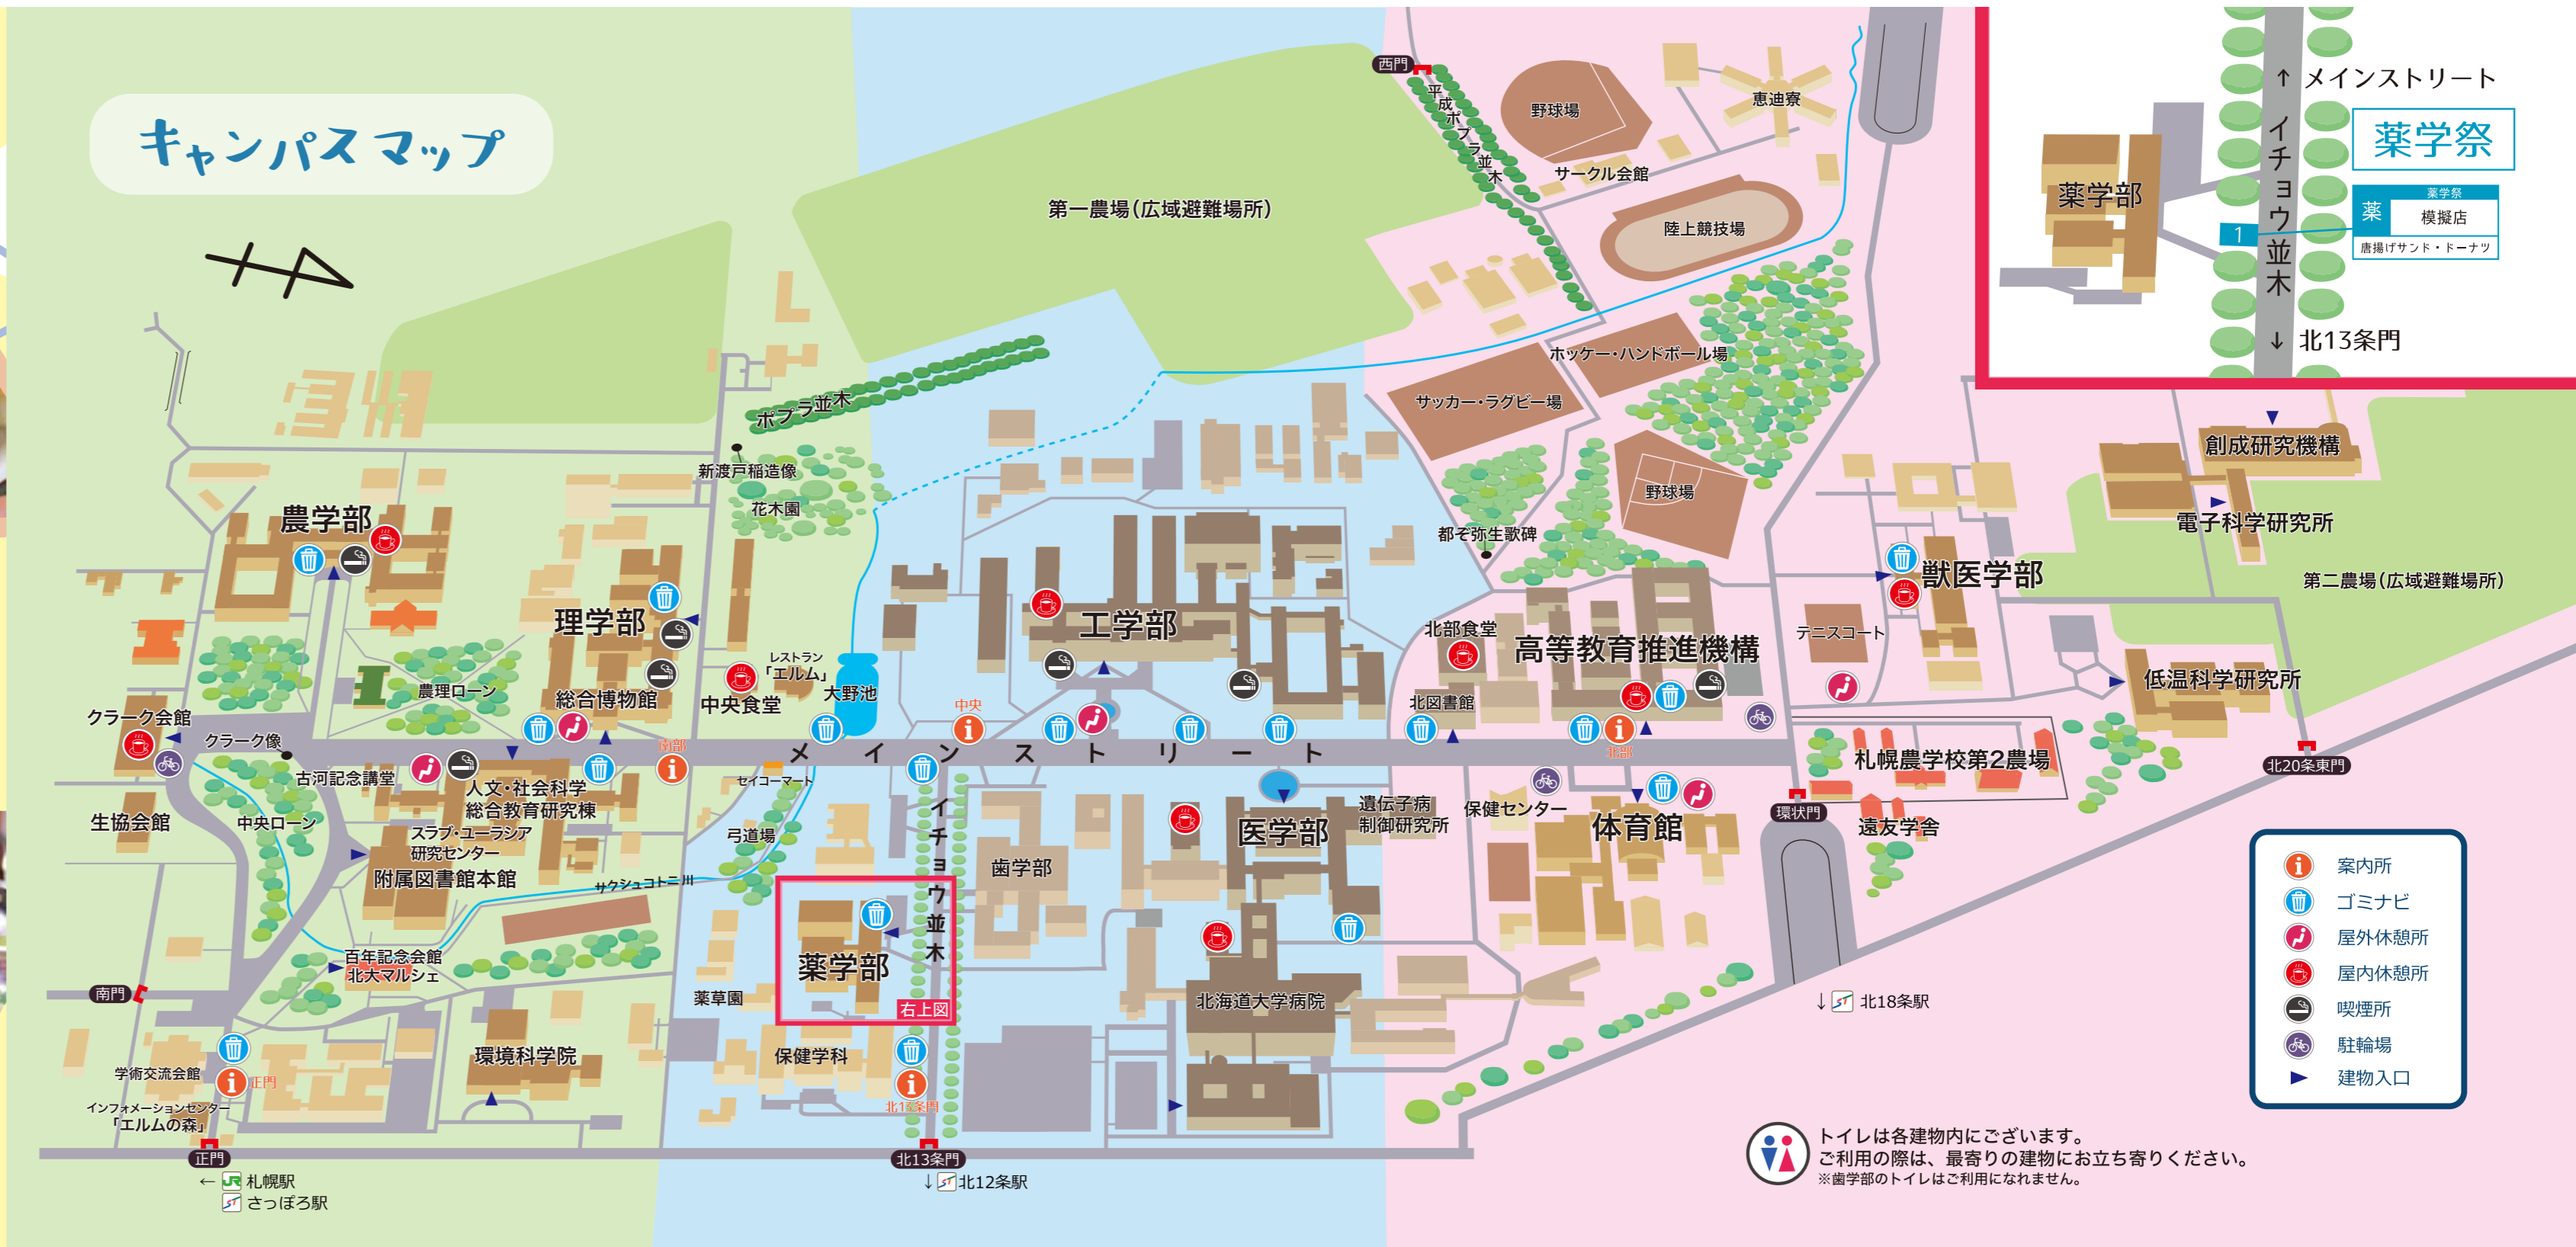 キャンパスマップ
西門
平成ポプラ並木
野球場
恵迪寮
サークル会館
陸上競技場
第一農場(広域避難場所)
↑ メインストリート
イチョウ並木
薬学祭
薬学部
1
薬
薬学祭
模擬店
唐揚げサンド・ドーナツ
↓ 北13条門
ホッケー・ハンドボール場
サッカー・ラグビー場
野球場
都ぞ弥生歌碑
ポプラ並木
新渡戸稲造像
花木園
創成研究機構
電子科学研究所
第二農場(広域避難場所)
農学部
理学部
総合博物館
農理ローン
レストラン
「エルム」
中央食堂
大野池
工学部
中央
北部食堂
高等教育推進機構
北図書館
北部
獣医学部
テニスコート
低温科学研究所
クラーク会館
クラーク像
古河記念講堂
南部
メインストリート
セイコーマート
人文・社会科学
総合教育研究棟
スラブ・ユーラシア
研究センター
附属図書館本館
生協会館
中央ローン
弓道場
サクシュコトニ川
イチョウ並木
歯学部
医学部
遺伝子病
制御研究所
保健センター
体育館
環状門
札幌農学校第2農場
遠友学舎
北20条東門
百年記念会館
北大マルシェ
南門
薬草園
薬学部
右上図
北海道大学病院
↓ 北18条駅
学術交流会館
正門
インフォメーションセンター
「エルムの森」
環境科学院
保健学科
北13条門
正門
← JR 札幌駅
さっぽろ駅
北13条門
↓ 北12条駅
案内所
ゴミナビ
屋外休憩所
屋内休憩所
喫煙所
駐輪場
建物入口
トイレは各建物内にございます。
ご利用の際は、最寄りの建物にお立ち寄りください。
※歯学部のトイレはご利用になれません。